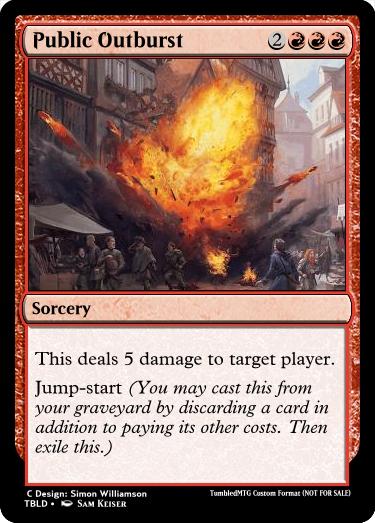 Public Outburst 2
Sorcery
This deals 5 damage to target player.
Jump-start (You may cast this from
your graveyard by discarding a card in
addition to paying its other costs. Then
exile this.)
C Design: Simon Williamson
TumbledMTG Custom Format (NOT FOR SALE)
TBLD • Sam Keiser